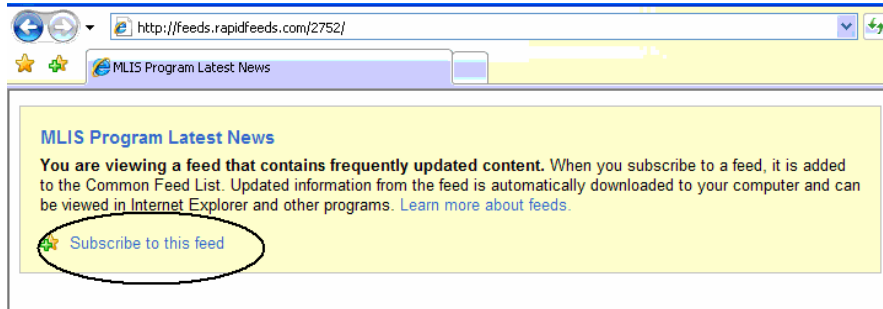 http://feeds.rapidfeeds.com/2752/
MLIS Program Latest News
MLIS Program Latest News
You are viewing a feed that contains frequently updated content. When you subscribe to a feed, it is added
to the Common Feed List. Updated information from the feed is automatically downloaded to your computer and can
be viewed in Internet Explorer and other programs. Learn more about feeds.
Subscribe to this feed